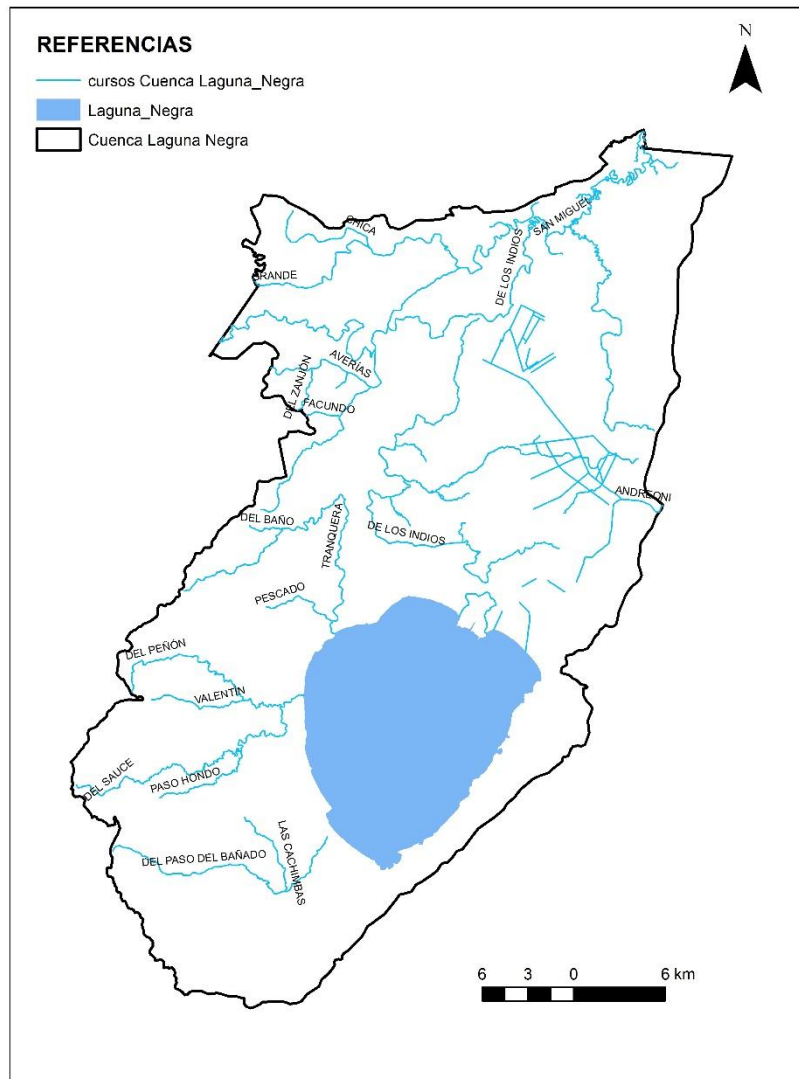 REFERENCIAS
cursos Cuenca Laguna_Negra
Laguna_Negra
Cuenca Laguna Negra
N
CHICA
SAN MIGUEL
DE LOS INDIOS
GRANDE
AVERÍAS
DEL ZANJÓN
FACUNDO
ANDREONI
DEL BAÑO
TRANQUERA
DE LOS INDIOS
PESCADO
DEL PEÑÓN
VALENTÍN
DEL SAUCE
PASO HONDO
DEL PASO DEL BAÑADO
LAS CACHIMBAS
6 3 0 6 km